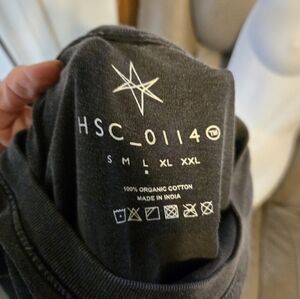 HSC_0114™
S M L XL XXL
100% ORGANIC COTTON
MADE IN INDIA